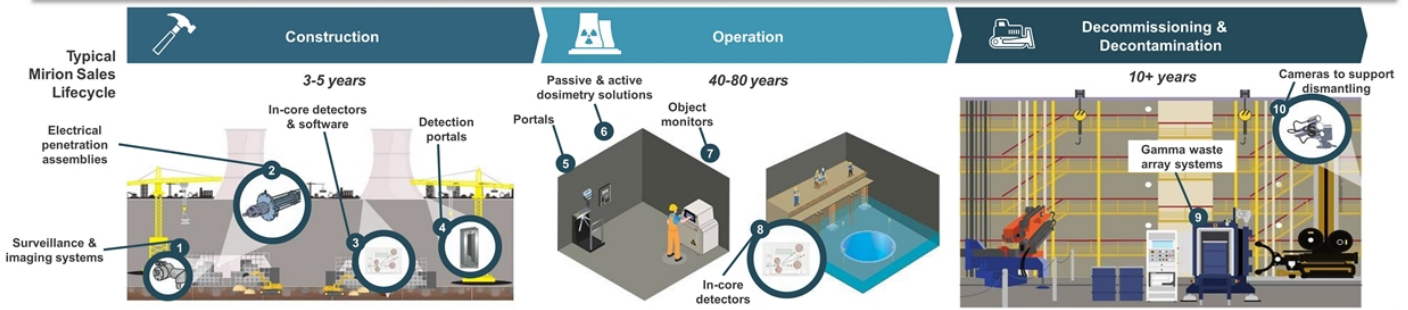 Construction
Operation
Decommissioning &
Decontamination
Typical
Mirion Sales
Lifecycle
3-5 years
40-80 years
10+ years
Electrical
penetration
assemblies
In-core detectors
& software
Detection
portals
Surveillance &
imaging systems
1
2
3
4
Passive & active
dosimetry solutions
Portals
Object
monitors
5
6
7
8
In-core
detectors
Cameras to support
dismantling
10
Gamma waste
array systems
9